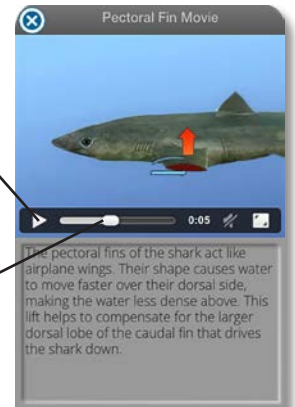 Pectoral Fin Movie
0:05
The pectoral fins of the shark act like
airplane wings. Their shape causes water
to move faster over their dorsal side,
making the water less dense above. This
lift helps to compensate for the larger
dorsal lobe of the caudal fin that drives
the shark down.